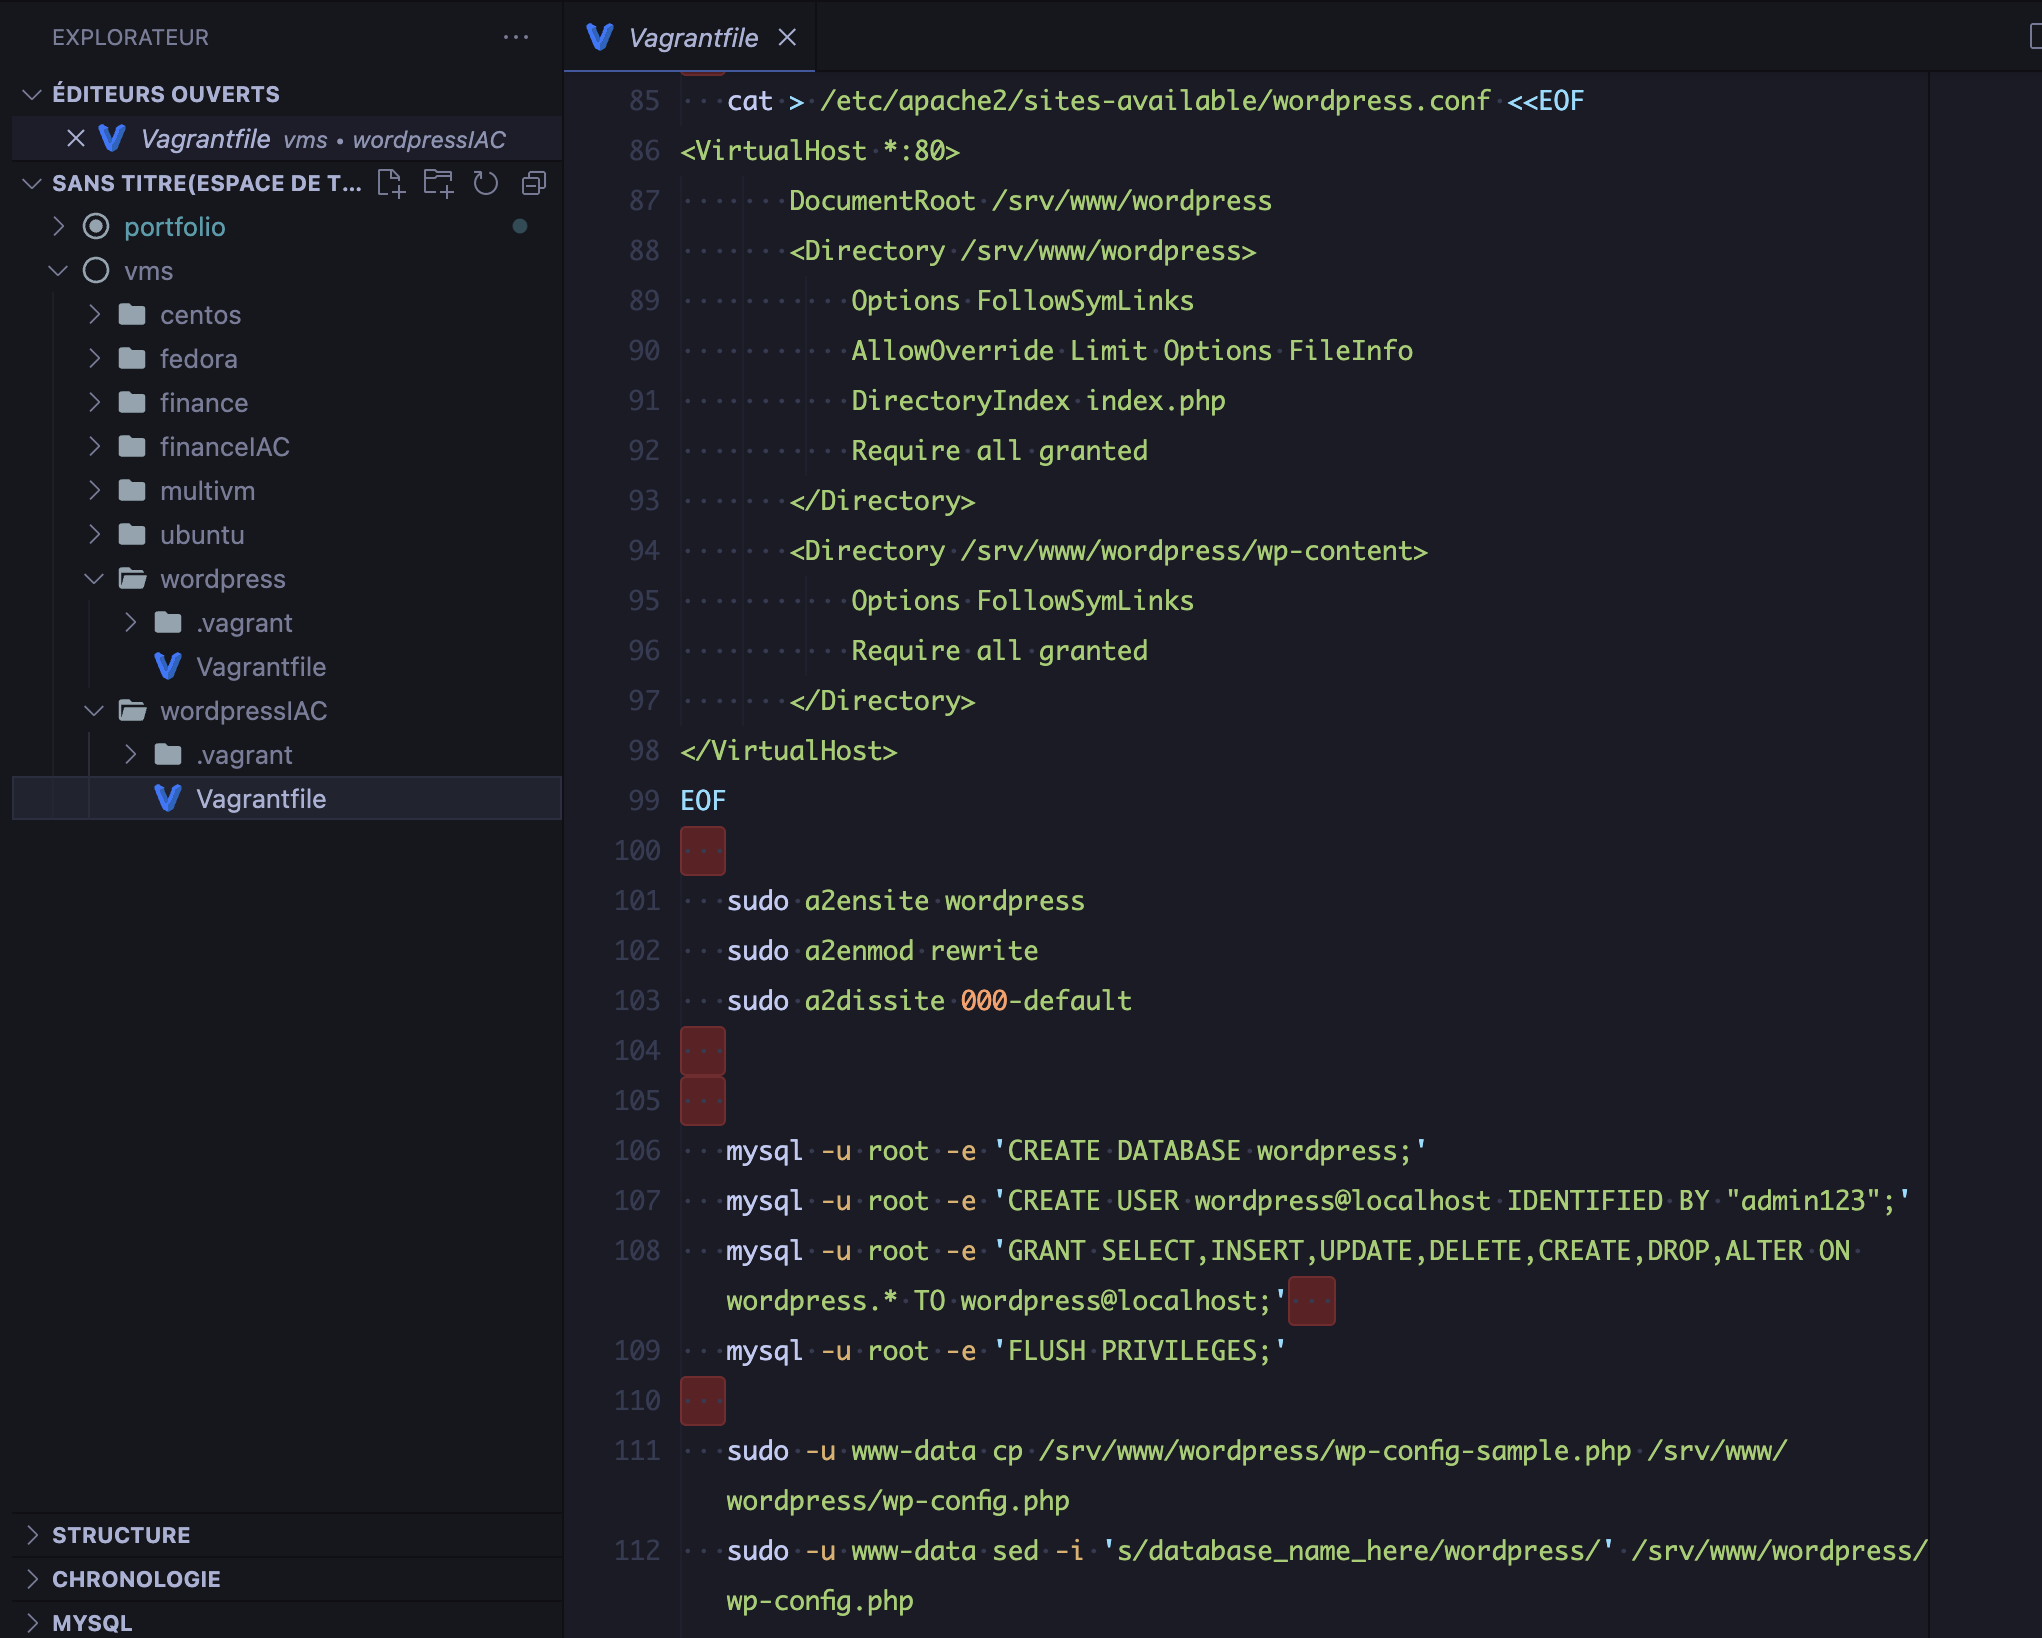 EXPLORATEUR
ÉDITEURS OUVERTS
Vagrantfile vms • wordpressIAC
SANS TITRE(ESPACE DE T...
portfolio
vms
centos
fedora
finance
financeIAC
multivm
ubuntu
wordpress
.vagrant
Vagrantfile
wordpressIAC
.vagrant
Vagrantfile
STRUCTURE
CHRONOLOGIE
MYSQL
Vagrantfile
85 cat > /etc/apache2/sites-available/wordpress.conf <<EOF
86 <VirtualHost *:80>
87 DocumentRoot /srv/www/wordpress
88 <Directory /srv/www/wordpress>
89 Options FollowSymLinks
90 AllowOverride Limit Options FileInfo
91 DirectoryIndex index.php
92 Require all granted
93 </Directory>
94 <Directory /srv/www/wordpress/wp-content>
95 Options FollowSymLinks
96 Require all granted
97 </Directory>
98 </VirtualHost>
99 EOF
100
101 sudo a2ensite wordpress
102 sudo a2enmod rewrite
103 sudo a2dissite 000-default
104
105
106 mysql -u root -e 'CREATE DATABASE wordpress;'
107 mysql -u root -e 'CREATE USER wordpress@localhost IDENTIFIED BY "admin123";'
108 mysql -u root -e 'GRANT SELECT,INSERT,UPDATE,DELETE,CREATE,DROP,ALTER ON
wordpress.* TO wordpress@localhost;'
109 mysql -u root -e 'FLUSH PRIVILEGES;'
110
111 sudo -u www-data cp /srv/www/wordpress/wp-config-sample.php /srv/www/
wordpress/wp-config.php
112 sudo -u www-data sed -i 's/database_name_here/wordpress/' /srv/www/wordpress/
wp-config.php